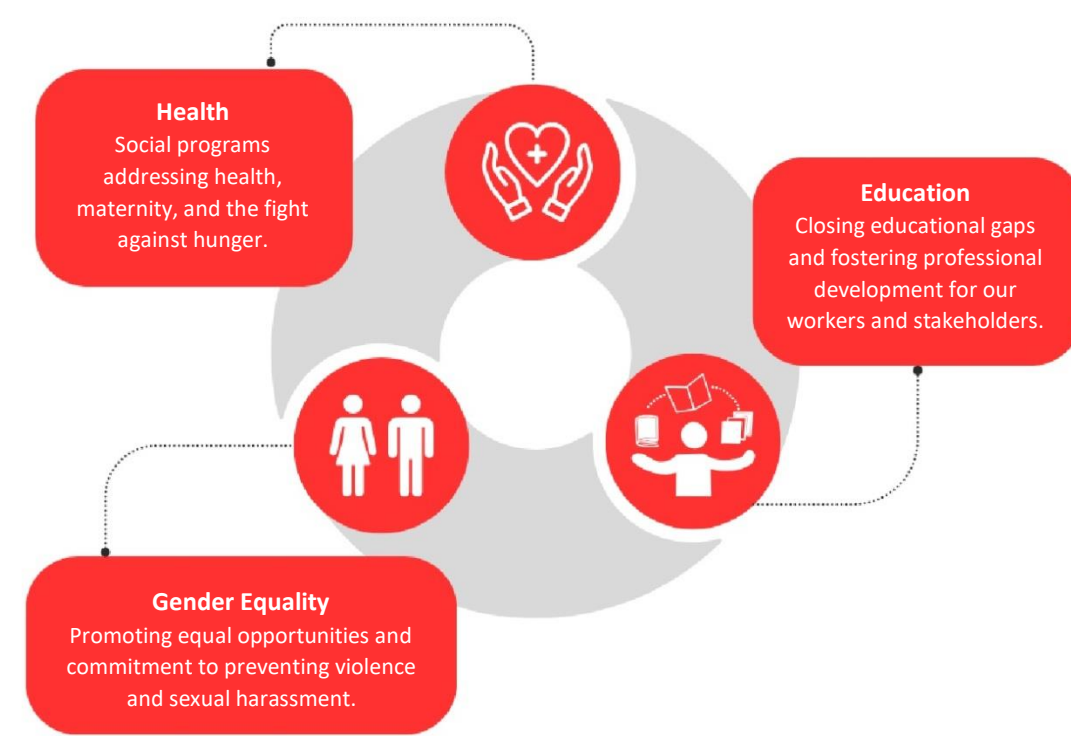 Health
Social programs
addressing health,
maternity, and the fight
against hunger.
Education
Closing educational gaps
and fostering professional
development for our
workers and stakeholders.
Gender Equality
Promoting equal opportunities and
commitment to preventing violence
and sexual harassment.